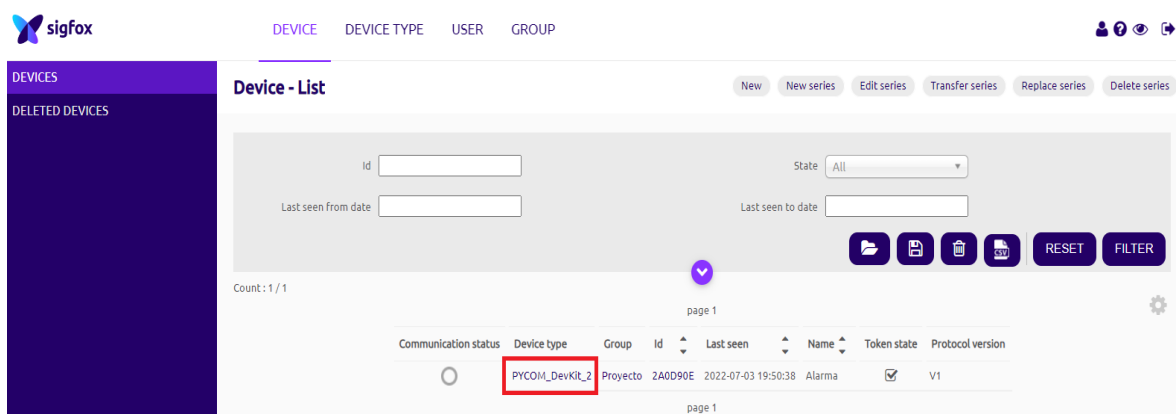 sigfox
DEVICE DEVICE TYPE USER GROUP
DEVICES
DELETED DEVICES
Device - List
New New series Edit series Transfer series Replace series Delete series
Id
State All
Last seen from date
Last seen to date
CSV RESET FILTER
Count : 1 / 1
page 1
Communication status Device type Group Id Last seen Name Token state Protocol version
PYCOM_DevKit_2 Proyecto 2A0D90E 2022-07-03 19:50:38 Alarma V1
page 1